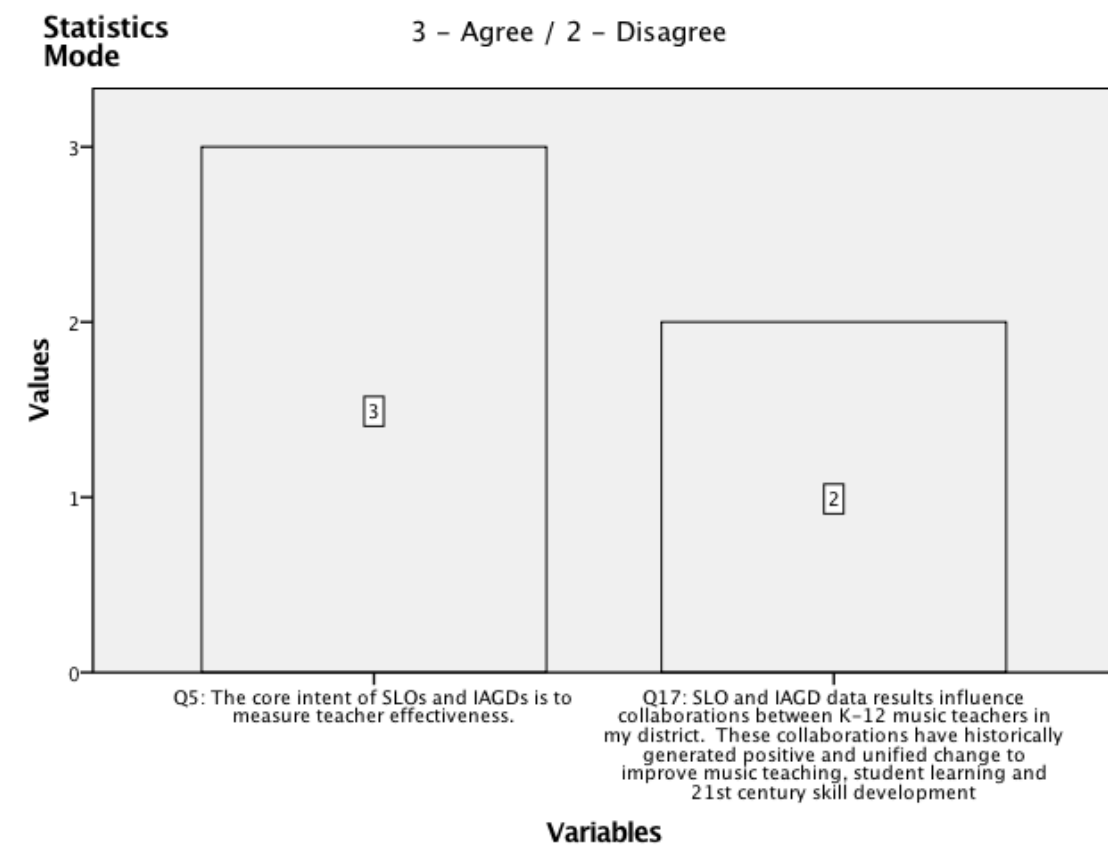 Statistics
Mode
3 – Agree / 2 – Disagree
Values
3
2
1
0
3
2
Q5: The core intent of SLOs and IAGDs is to
measure teacher effectiveness.
Q17: SLO and IAGD data results influence
collaborations between K–12 music teachers in
my district.  These collaborations have historically
generated positive and unified change to
improve music teaching, student learning and
21st century skill development
Variables